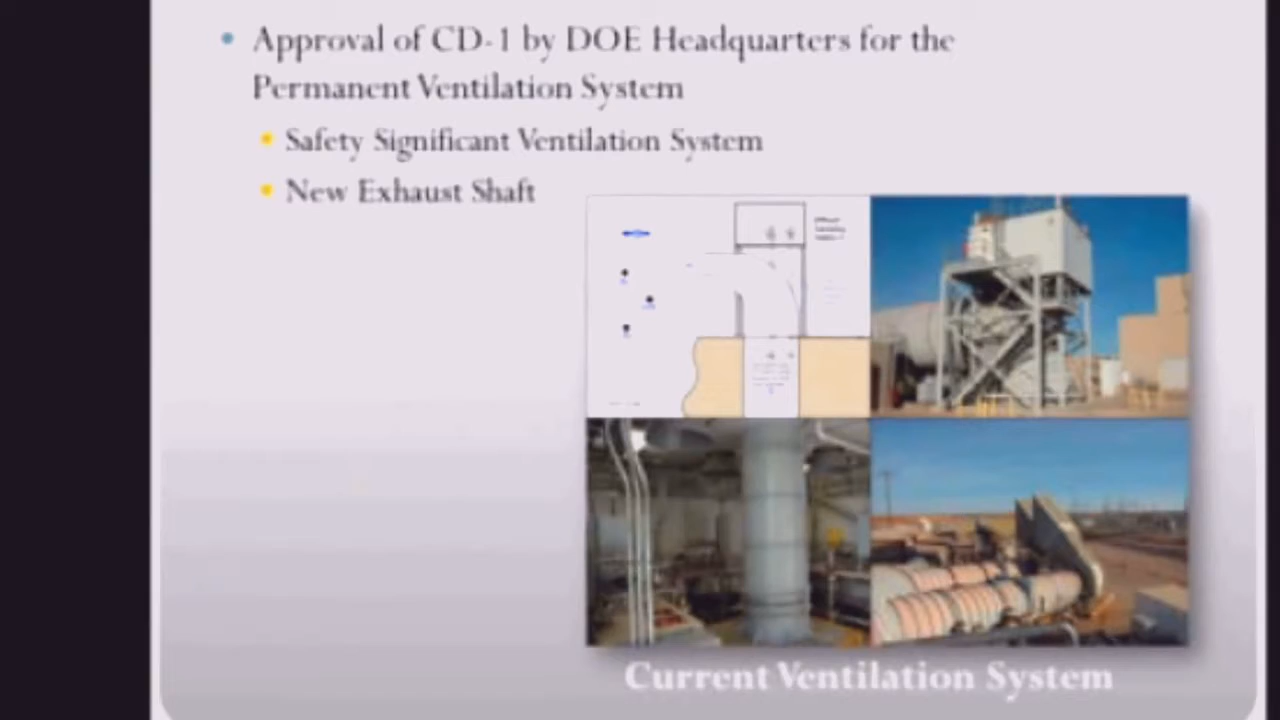 Approval of CD-1 by DOE Headquarters for the
Permanent Ventilation System
Safety Significant Ventilation System
New Exhaust Shaft
Current Ventilation System